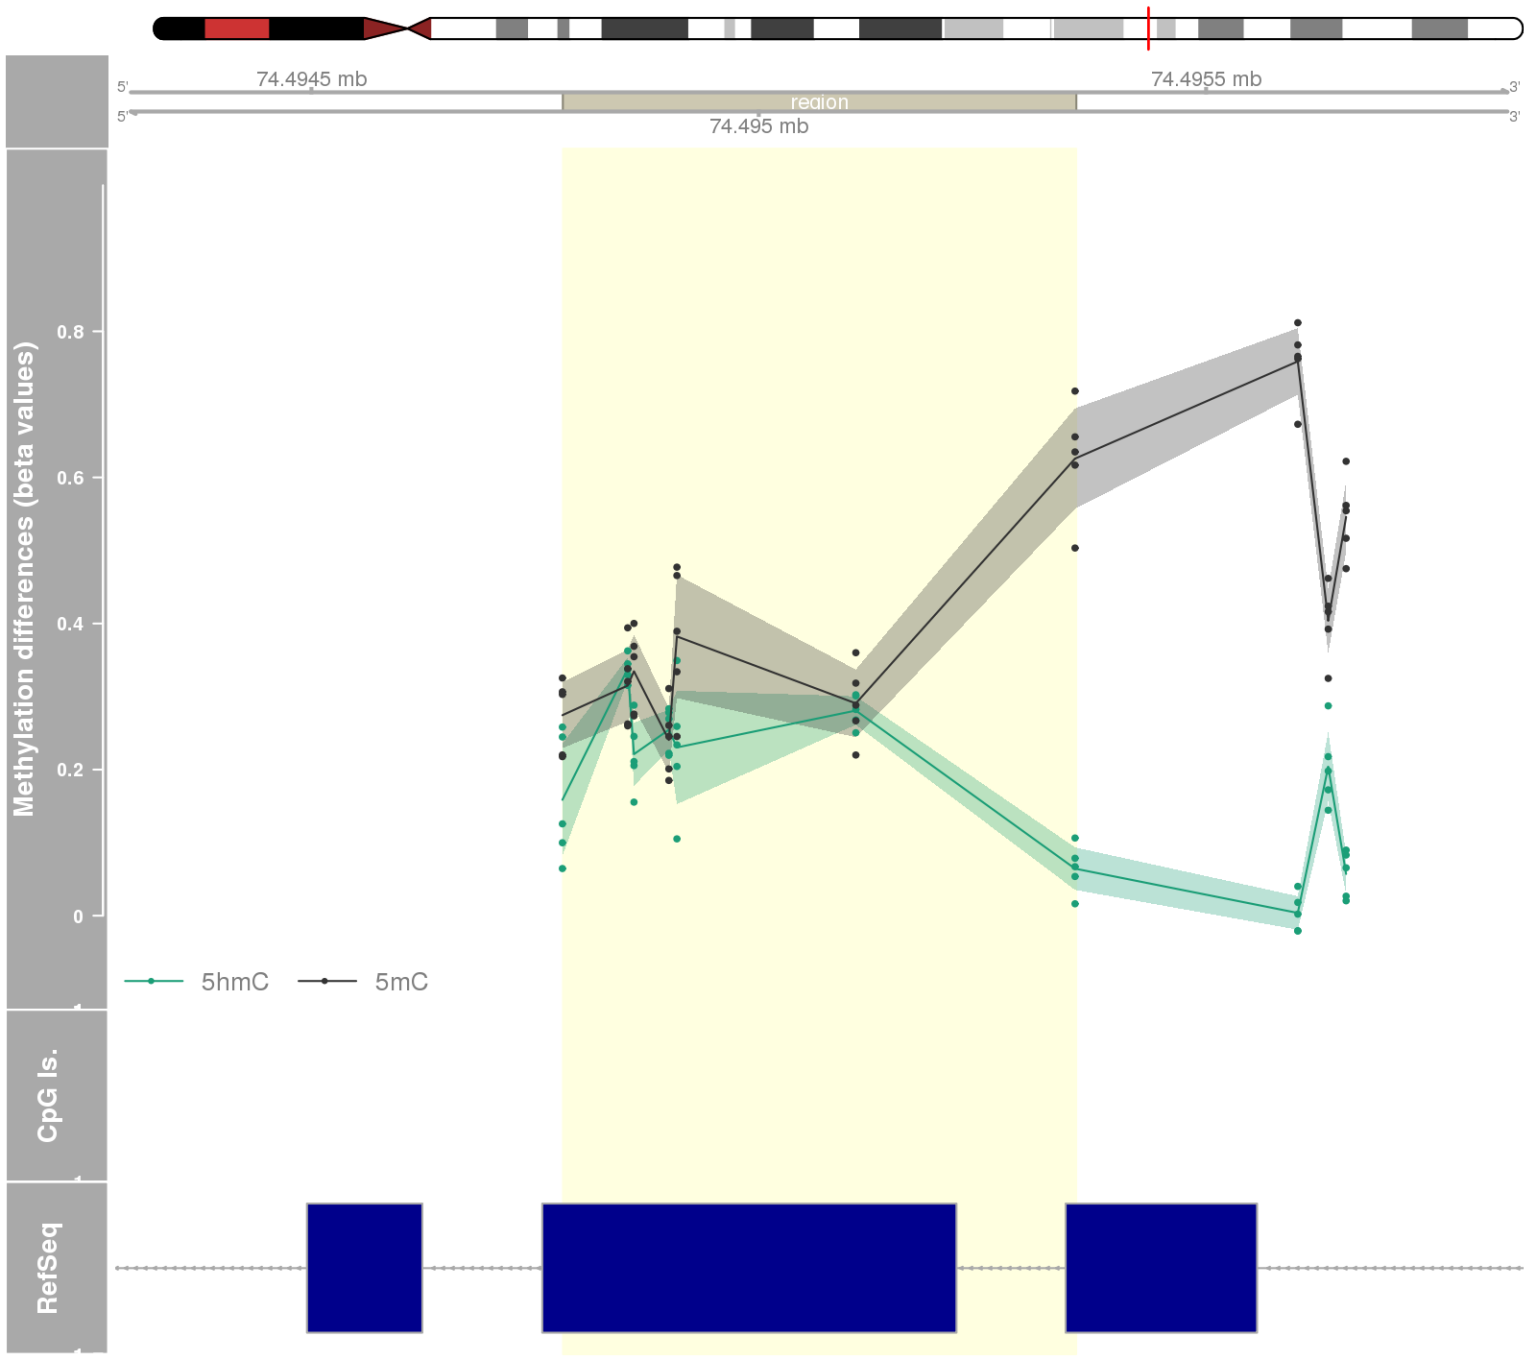 74.4945 mb
74.4955 mb
5'
3'
region
5'
3'
74.495 mb
Methylation differences (beta values)
0.8
0.6
0.4
0.2
0
5hmC
5mC
CpG Is.
RefSeq